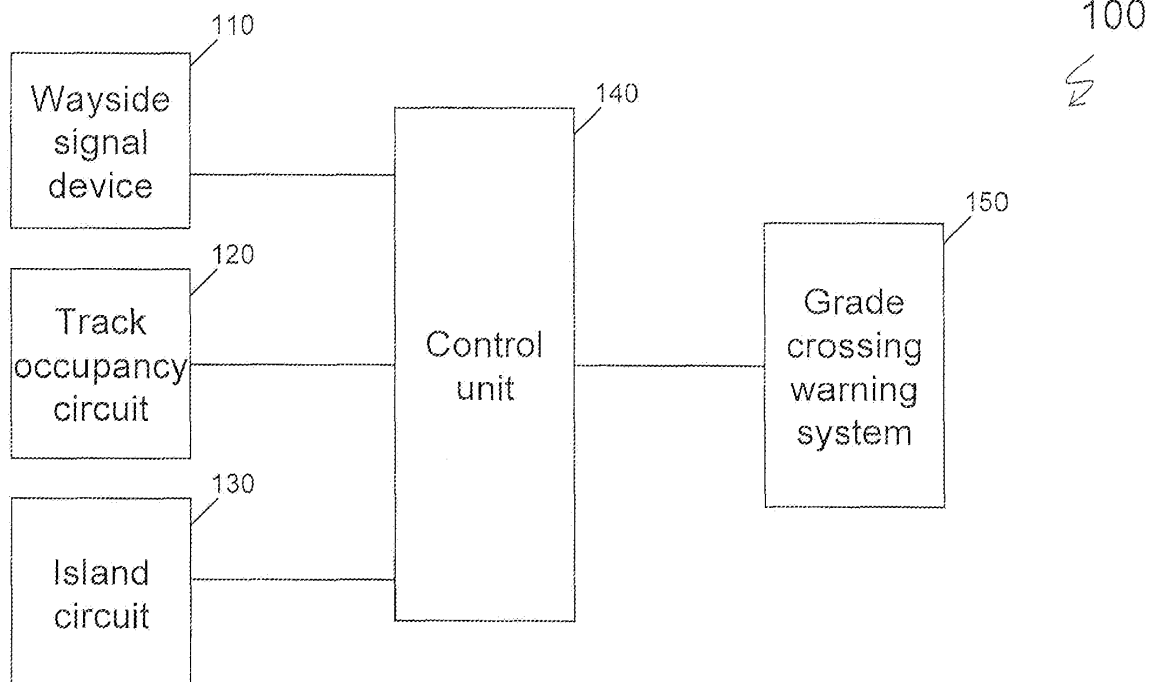 100
110
Wayside
signal
device
120
Track
occupancy
circuit
130
Island
circuit
140
Control
unit
150
Grade
crossing
warning
system